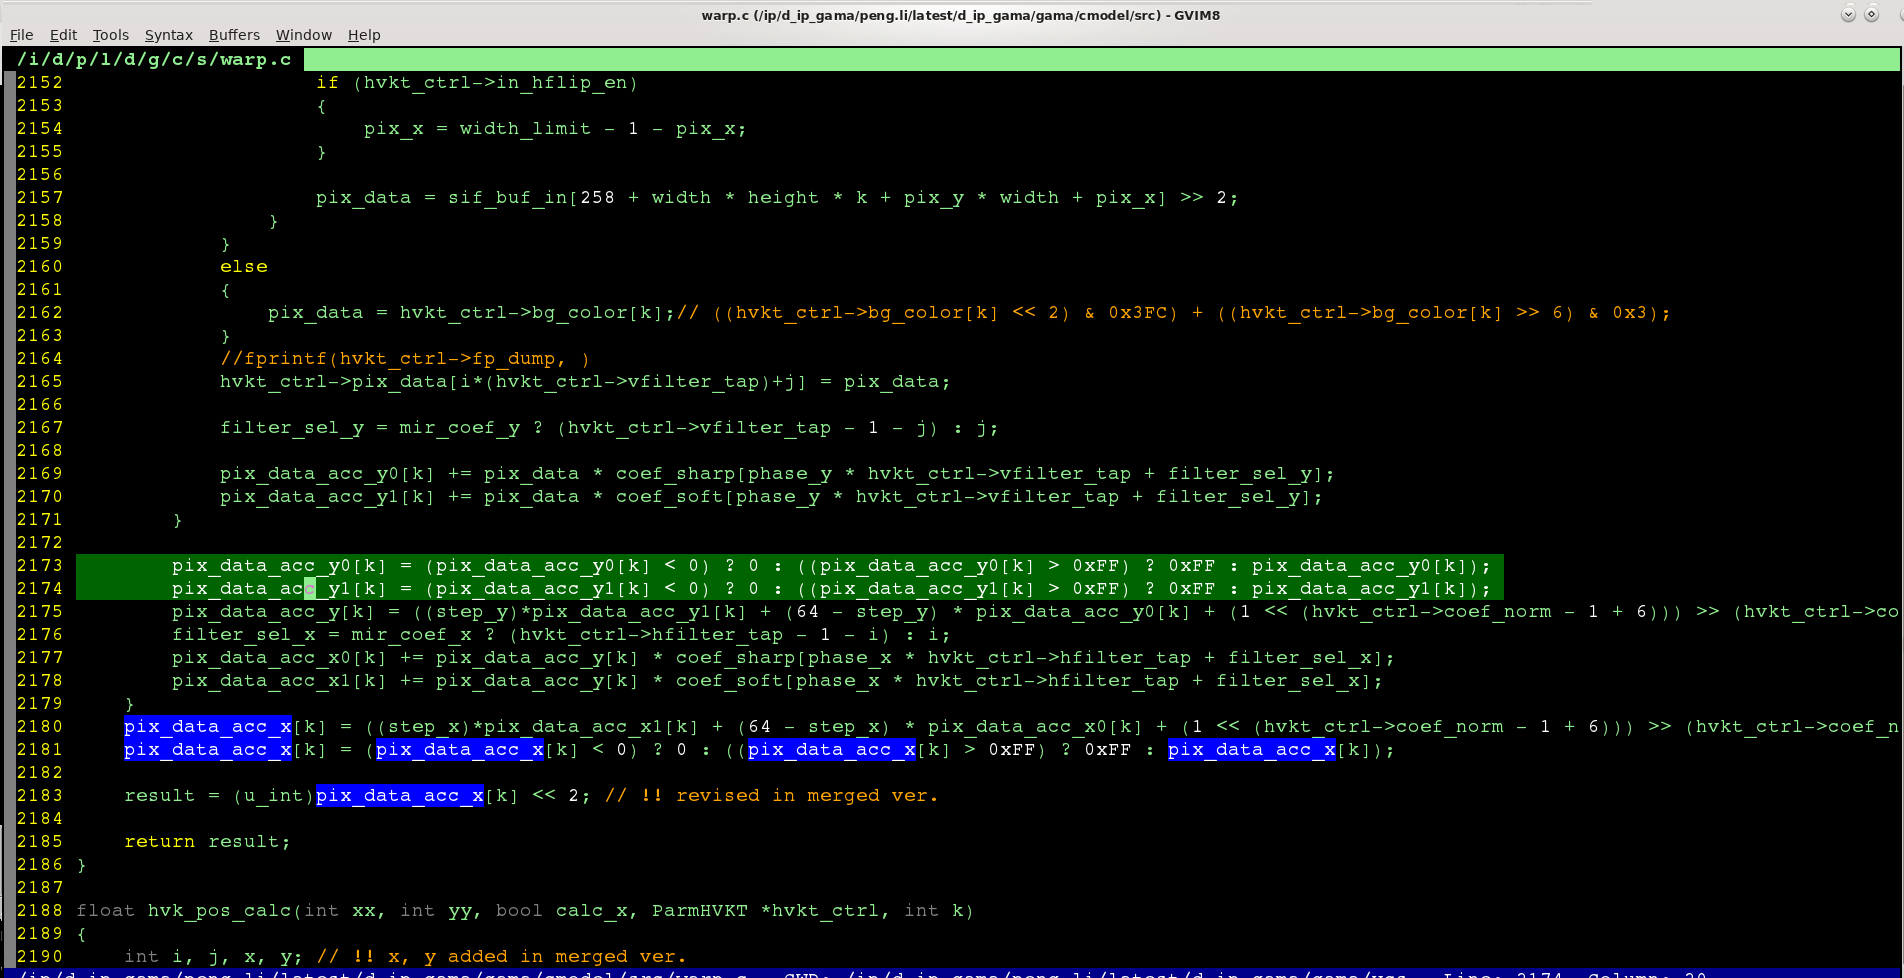 warp.c (/ip/d_ip_gama/peng.li/latest/d_ip_gama/gama/cmodel/src) - GVIM8
File Edit Tools Syntax Buffers Window Help
/i/d/p/l/d/g/c/s/warp.c
2152 if (hvkt_ctrl->in_hflip_en)
2153 {
2154 pix_x = width_limit - 1 - pix_x;
2155 }
2156
2157 pix_data = sif_buf_in[258 + width * height * k + pix_y * width + pix_x] >> 2;
2158 }
2159 }
2160 else
2161 {
2162 pix_data = hvkt_ctrl->bg_color[k];// ((hvkt_ctrl->bg_color[k] << 2) & 0x3FC) + ((hvkt_ctrl->bg_color[k] >> 6) & 0x3);
2163 }
2164 //fprintf(hvkt_ctrl->fp_dump, )
2165 hvkt_ctrl->pix_data[i*(hvkt_ctrl->vfilter_tap)+j] = pix_data;
2166
2167 filter_sel_y = mir_coef_y ? (hvkt_ctrl->vfilter_tap - 1 - j) : j;
2168
2169 pix_data_acc_y0[k] += pix_data * coef_sharp[phase_y * hvkt_ctrl->vfilter_tap + filter_sel_y];
2170 pix_data_acc_y1[k] += pix_data * coef_soft[phase_y * hvkt_ctrl->vfilter_tap + filter_sel_y];
2171 }
2172
2173 pix_data_acc_y0[k] = (pix_data_acc_y0[k] < 0) ? 0 : ((pix_data_acc_y0[k] > 0xFF) ? 0xFF : pix_data_acc_y0[k]);
2174 pix_data_acc_y1[k] = (pix_data_acc_y1[k] < 0) ? 0 : ((pix_data_acc_y1[k] > 0xFF) ? 0xFF : pix_data_acc_y1[k]);
2175 pix_data_acc_y[k] = ((step_y)*pix_data_acc_y1[k] + (64 - step_y) * pix_data_acc_y0[k] + (1 << (hvkt_ctrl->coef_norm - 1 + 6))) >> (hvkt_ctrl->co
2176 filter_sel_x = mir_coef_x ? (hvkt_ctrl->hfilter_tap - 1 - i) : i;
2177 pix_data_acc_x0[k] += pix_data_acc_y[k] * coef_sharp[phase_x * hvkt_ctrl->hfilter_tap + filter_sel_x];
2178 pix_data_acc_x1[k] += pix_data_acc_y[k] * coef_soft[phase_x * hvkt_ctrl->hfilter_tap + filter_sel_x];
2179 }
2180 pix_data_acc_x[k] = ((step_x)*pix_data_acc_x1[k] + (64 - step_x) * pix_data_acc_x0[k] + (1 << (hvkt_ctrl->coef_norm - 1 + 6))) >> (hvkt_ctrl->coef_n
2181 pix_data_acc_x[k] = (pix_data_acc_x[k] < 0) ? 0 : ((pix_data_acc_x[k] > 0xFF) ? 0xFF : pix_data_acc_x[k]);
2182
2183 result = (u_int)pix_data_acc_x[k] << 2; // !! revised in merged ver.
2184
2185 return result;
2186 }
2187
2188 float hvk_pos_calc(int xx, int yy, bool calc_x, ParmHVKT *hvkt_ctrl, int k)
2189 {
2190 int i, j, x, y; // !! x, y added in merged ver.